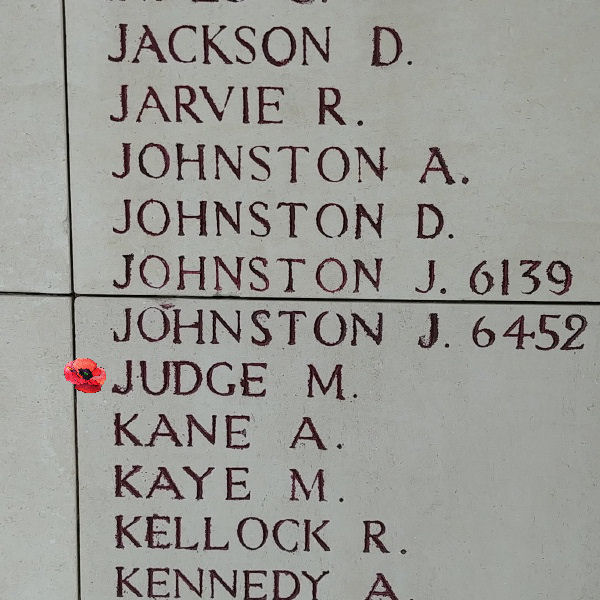 JACKSON D.
JARVIE R.
JOHNSTON A.
JOHNSTON D.
JOHNSTON J. 6139
JOHNSTON J. 6452
JUDGE M.
KANE A.
KAYE M.
KELLOCK R.
KENNEDY A.